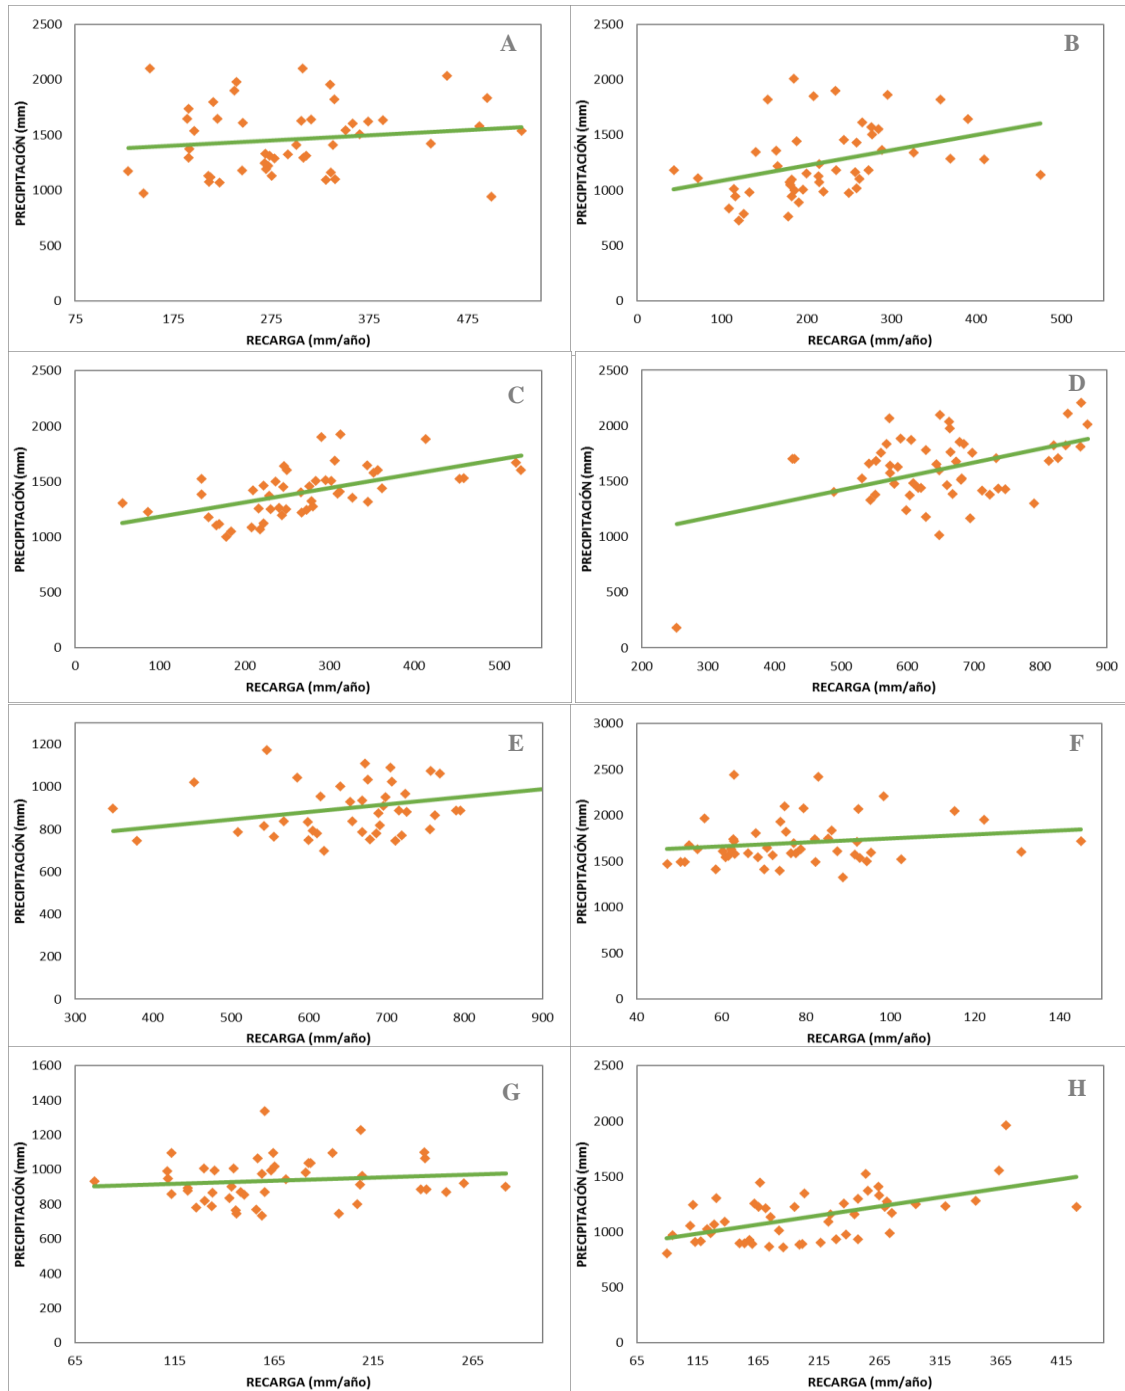 A
PRECIPITACIÓN (mm)
2500
2000
1500
1000
500
0
75 175 275 375 475
RECARGA (mm/año)
B
PRECIPITACIÓN (mm)
2500
2000
1500
1000
500
0
0 100 200 300 400 500
RECARGA (mm/año)
C
PRECIPITACIÓN (mm)
2500
2000
1500
1000
500
0
0 100 200 300 400 500
RECARGA (mm/año)
D
PRECIPITACIÓN (mm)
2500
2000
1500
1000
500
0
200 300 400 500 600 700 800 900
RECARGA (mm/año)
E
PRECIPITACIÓN (mm)
1200
1000
800
600
400
200
0
300 400 500 600 700 800 900
RECARGA (mm/año)
F
PRECIPITACIÓN (mm)
3000
2500
2000
1500
1000
500
0
40 60 80 100 120 140
RECARGA (mm/año)
G
PRECIPITACIÓN (mm)
1600
1400
1200
1000
800
600
400
200
0
65 115 165 215 265
RECARGA (mm/año)
H
PRECIPITACIÓN (mm)
2500
2000
1500
1000
500
0
65 115 165 215 265 315 365 415
RECARGA (mm/año)